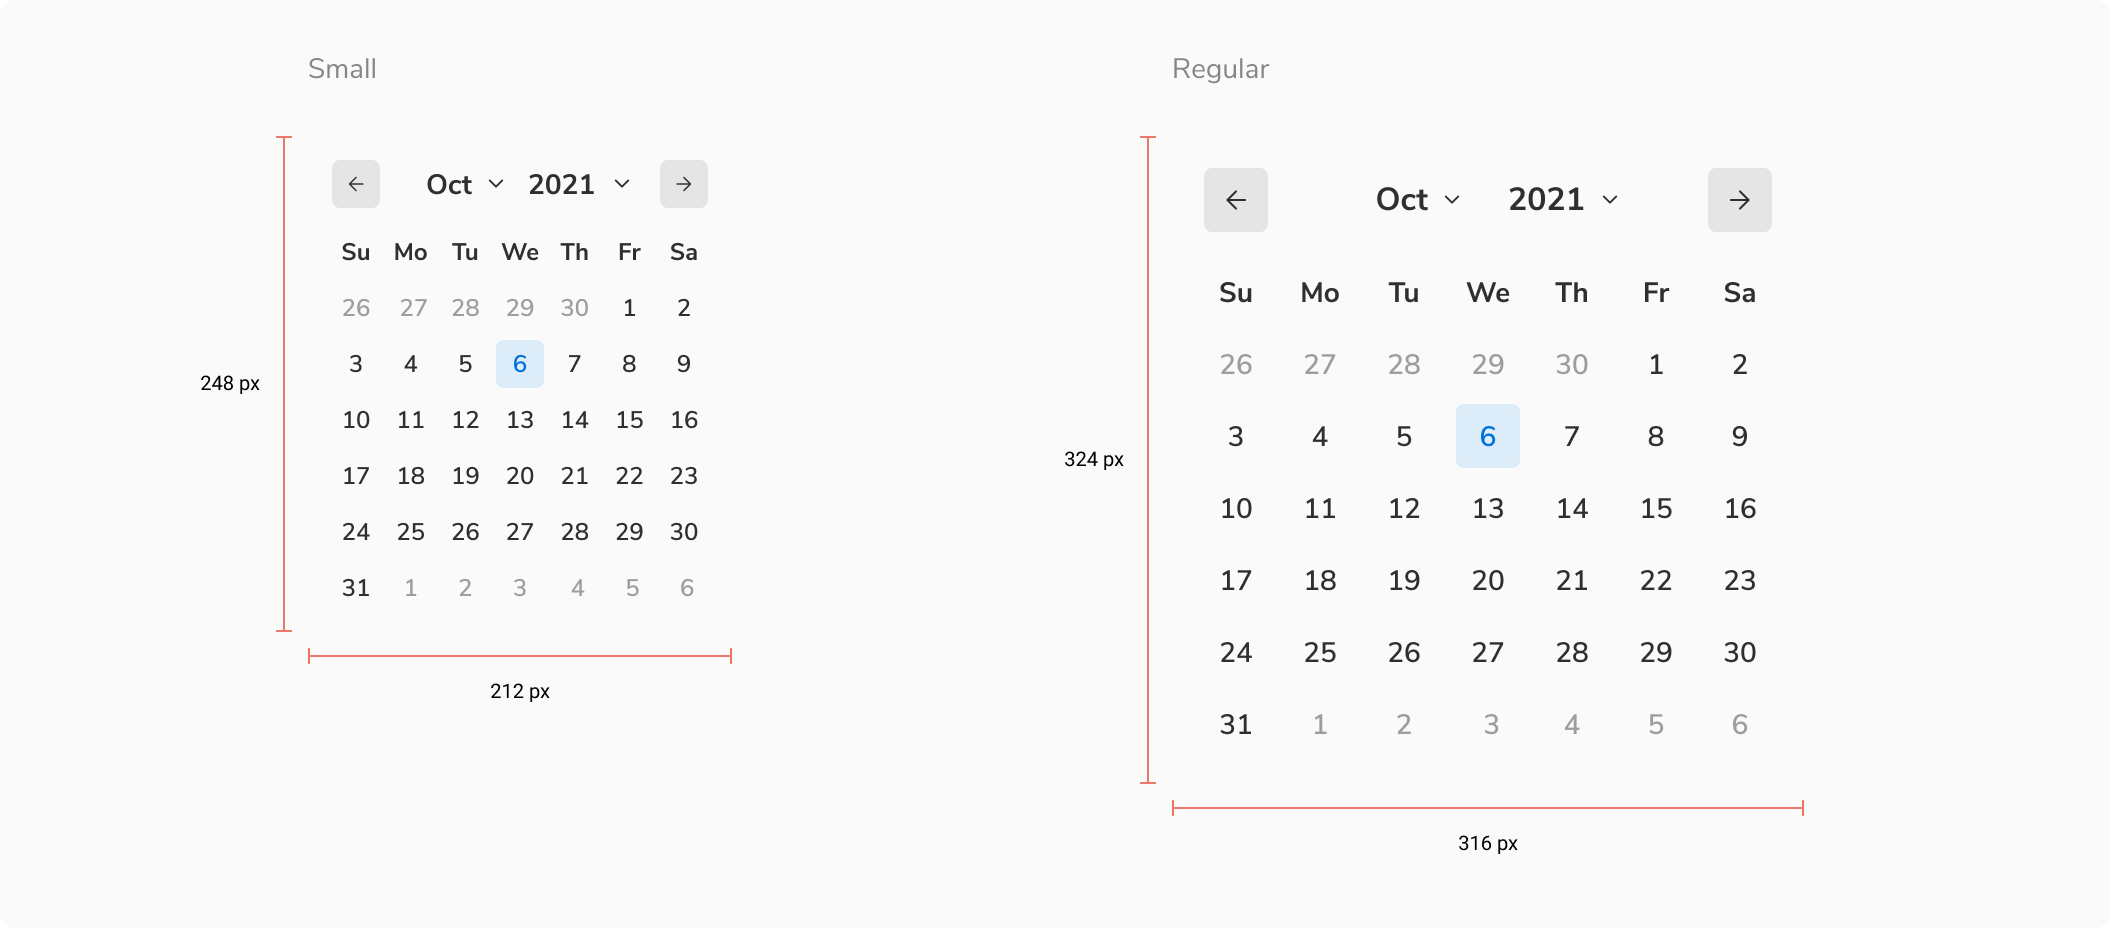 Small
Oct 2021
Su Mo Tu We Th Fr Sa
26 27 28 29 30 1 2
3 4 5 6 7 8 9
10 11 12 13 14 15 16
17 18 19 20 21 22 23
24 25 26 27 28 29 30
31 1 2 3 4 5 6
248 px
212 px
Regular
Oct 2021
Su Mo Tu We Th Fr Sa
26 27 28 29 30 1 2
3 4 5 6 7 8 9
10 11 12 13 14 15 16
17 18 19 20 21 22 23
24 25 26 27 28 29 30
31 1 2 3 4 5 6
324 px
316 px